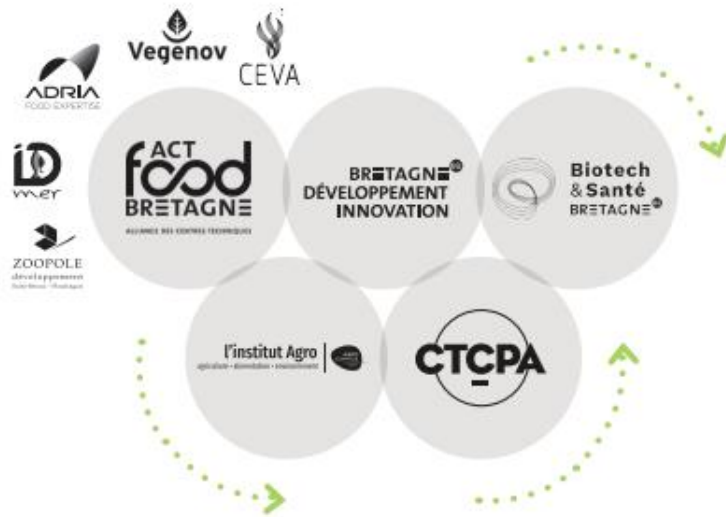 Vegenov
CEVA
ADRIA
FOOD EXPERTISE
ID
mer
ZOOPOLE
développement
ACT
food
BRETAGNE
ALLIANCE DES CENTRES TECHNIQUES
BRETAGNE
DÉVELOPPEMENT
INNOVATION
Biotech
& Santé
BRETAGNE
l'institut Agro
agriculture • alimentation • environnement
CTCPA